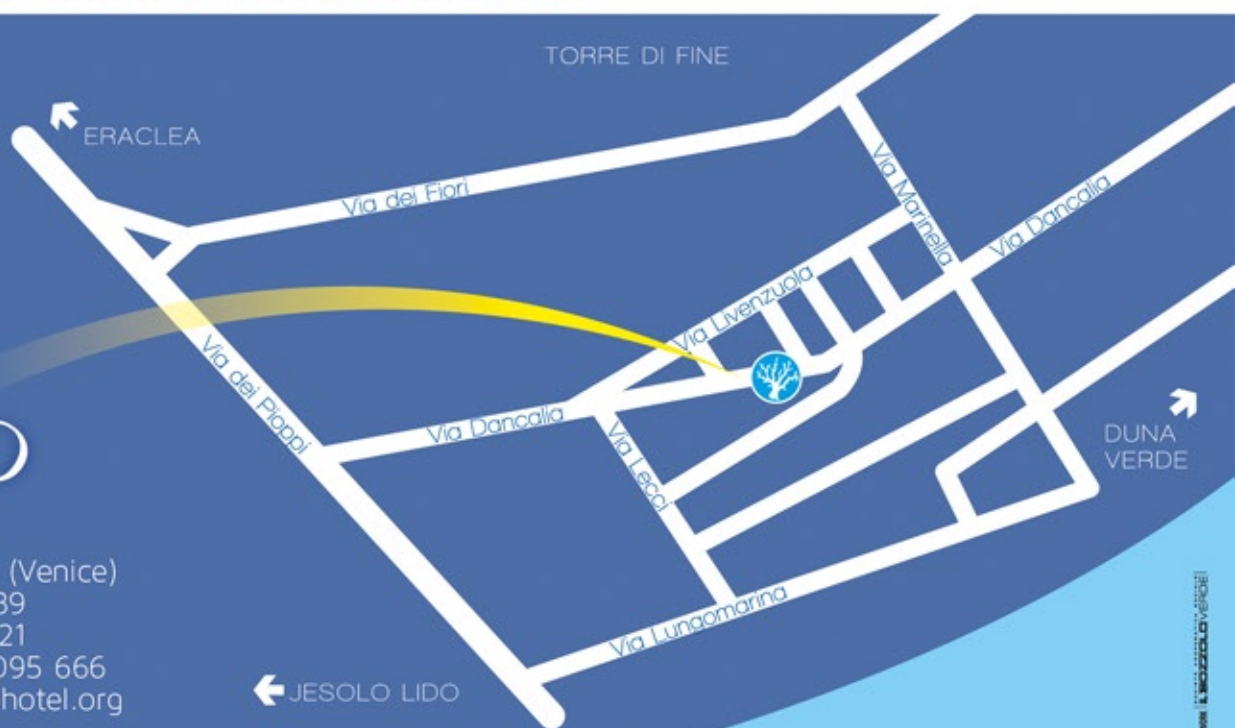 TORRE DI FINE
ERACLEA
Via dei Fiori
Via Marinella
Via Dancalia
Via Livenzuola
Via dei Pioppi
Via Dancalia
Via Lecci
DUNA
VERDE
(Venice)
39
21
095 666
hotel.org
Via Lungomarina
JESOLO LIDO
BOZZOLOVERDE